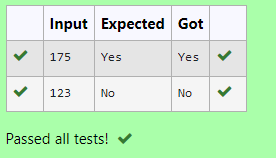 Input Expected Got
175 Yes Yes
123 No No
Passed all tests!